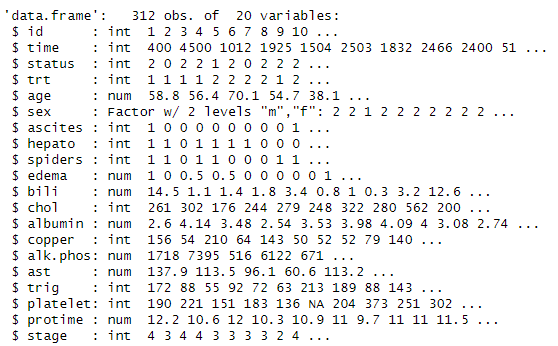 'data.frame':   312 obs. of  20 variables:
 $ id      : int  1 2 3 4 5 6 7 8 9 10 ...
 $ time    : int  400 4500 1012 1925 1504 2503 1832 2466 2400 51 ...
 $ status  : int  2 0 2 2 1 2 0 2 2 2 ...
 $ trt     : int  1 1 1 1 2 2 2 2 1 2 ...
 $ age     : num  58.8 56.4 70.1 54.7 38.1 ...
 $ sex     : Factor w/ 2 levels "m","f": 2 2 1 2 2 2 2 2 2 2 ...
 $ ascites : int  1 0 0 0 0 0 0 0 0 1 ...
 $ hepato  : int  1 1 0 1 1 1 1 0 0 0 ...
 $ spiders : int  1 1 0 1 1 0 0 0 1 1 ...
 $ edema   : num  1 0 0.5 0.5 0 0 0 0 0 1 ...
 $ bili    : num  14.5 1.1 1.4 1.8 3.4 0.8 1 0.3 3.2 12.6 ...
 $ chol    : int  261 302 176 244 279 248 322 280 562 200 ...
 $ albumin : num  2.6 4.14 3.48 2.54 3.53 3.98 4.09 4 3.08 2.74 ...
 $ copper  : int  156 54 210 64 143 50 52 52 79 140 ...
 $ alk.phos: num  1718 7395 516 6122 671 ...
 $ ast     : num  137.9 113.5 96.1 60.6 113.2 ...
 $ trig    : int  172 88 55 92 72 63 213 189 88 143 ...
 $ platelet: int  190 221 151 183 136 NA 204 373 251 302 ...
 $ protime : num  12.2 10.6 12 10.3 10.9 11 9.7 11 11 11.5 ...
 $ stage   : int  4 3 4 4 3 3 3 3 2 4 ...